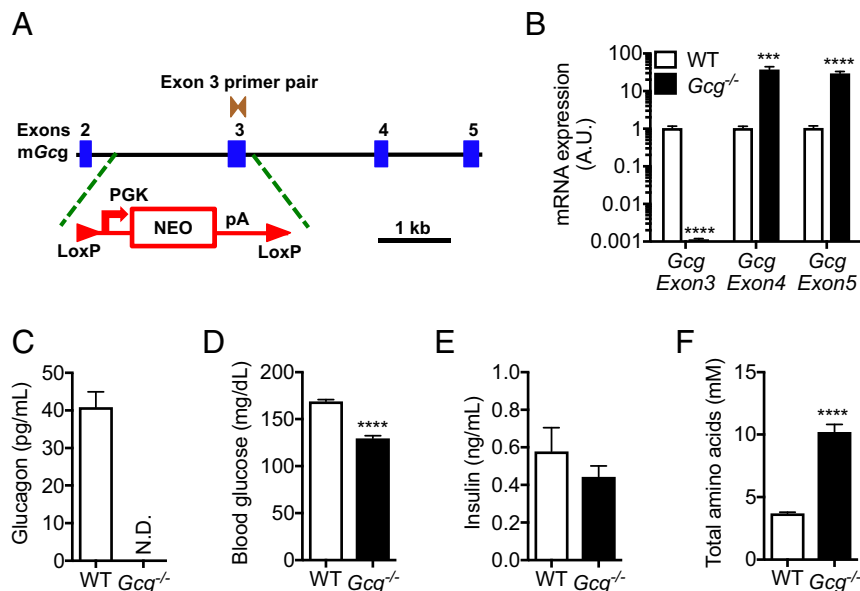 A
Exon 3 primer pair
Exons 2 3 4 5
mGcg
PGK
NEO
pA
LoxP
LoxP
1 kb
B
mRNA expression
(A.U.)
100
10
1
0.1
0.01
0.001
WT
Gcg-/-
***
****
****
Gcg
Exon3
Gcg
Exon4
Gcg
Exon5
C
Glucagon (pg/mL)
50
40
30
20
10
0
N.D.
WT Gcg-/-
D
Blood glucose (mg/dL)
200
150
100
50
0
****
WT Gcg-/-
E
Insulin (ng/mL)
1.0
0.8
0.6
0.4
0.2
0.0
WT Gcg-/-
F
Total amino acids (mM)
15
10
5
0
****
WT Gcg-/-